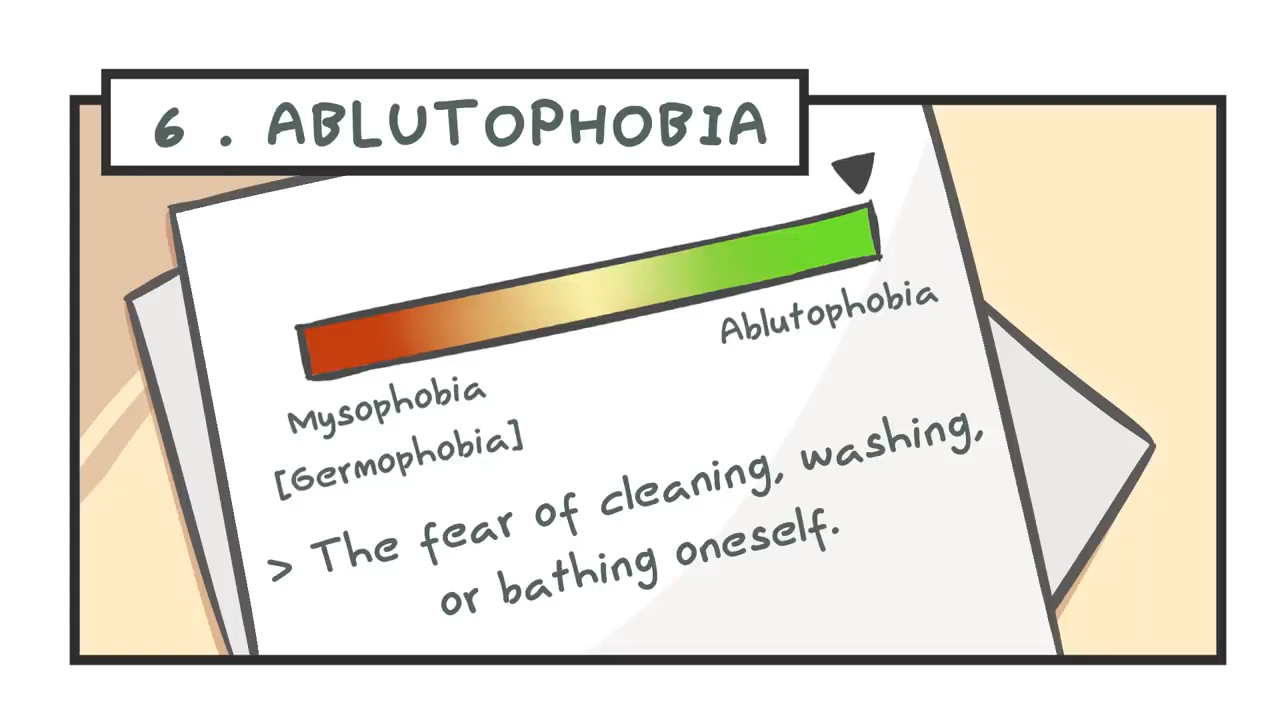 6 . ABLUTOPHOBIA
Ablutophobia
Mysophobia
[Germophobia]
> The fear of cleaning, washing,
or bathing oneself.